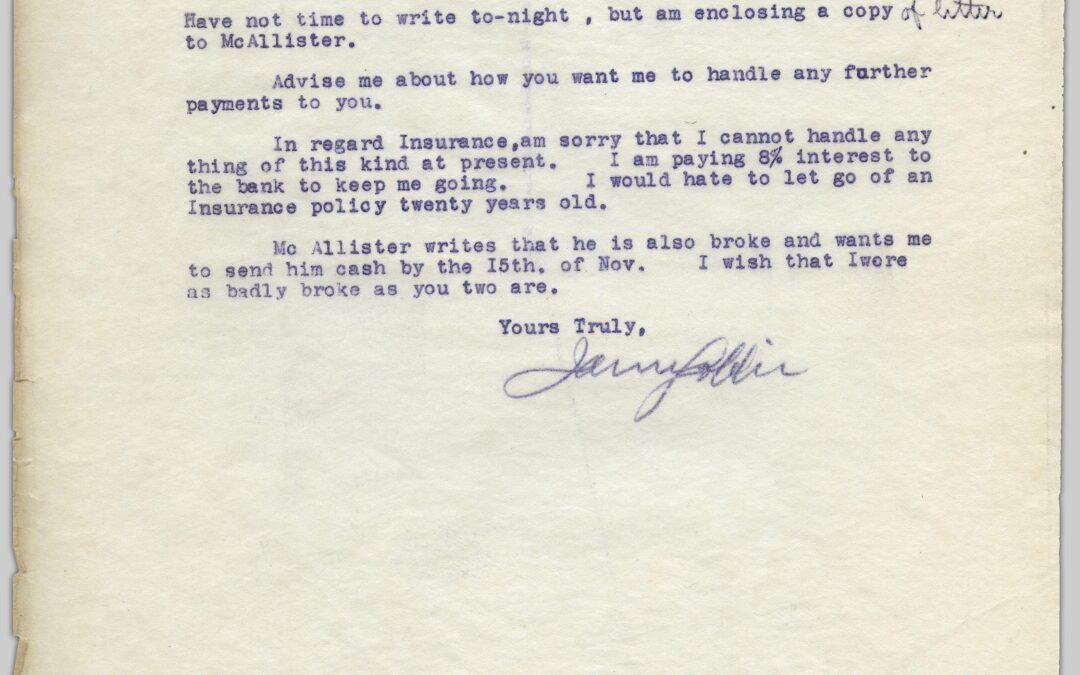 Have not time to write to-night , but am enclosing a copy of letter
to McAllister.
Advise me about how you want me to handle any further
payments to you.
In regard Insurance,am sorry that I cannot handle any
thing of this kind at present. I am paying 8% interest to
the bank to keep me going. I would hate to let go of an
Insurance policy twenty years old.
Mc Allister writes that he is also broke and wants me
to send him cash by the I5th. of Nov. I wish that Iwere
as badly broke as you two are.
Yours Truly,